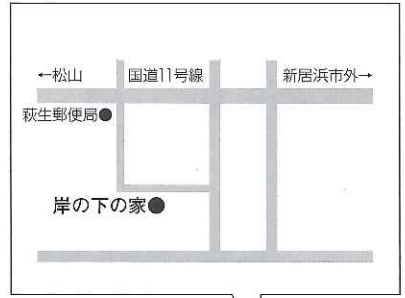 ←松山
国道11号線
新居浜市外→
萩生郵便局●
岸の下の家●